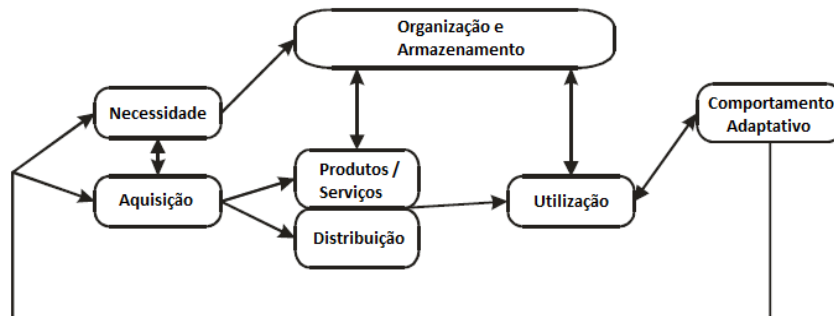 Organização e
Armazenamento
Necessidade
Comportamento
Adaptativo
Aquisição
Produtos /
Serviços
Utilização
Distribuição